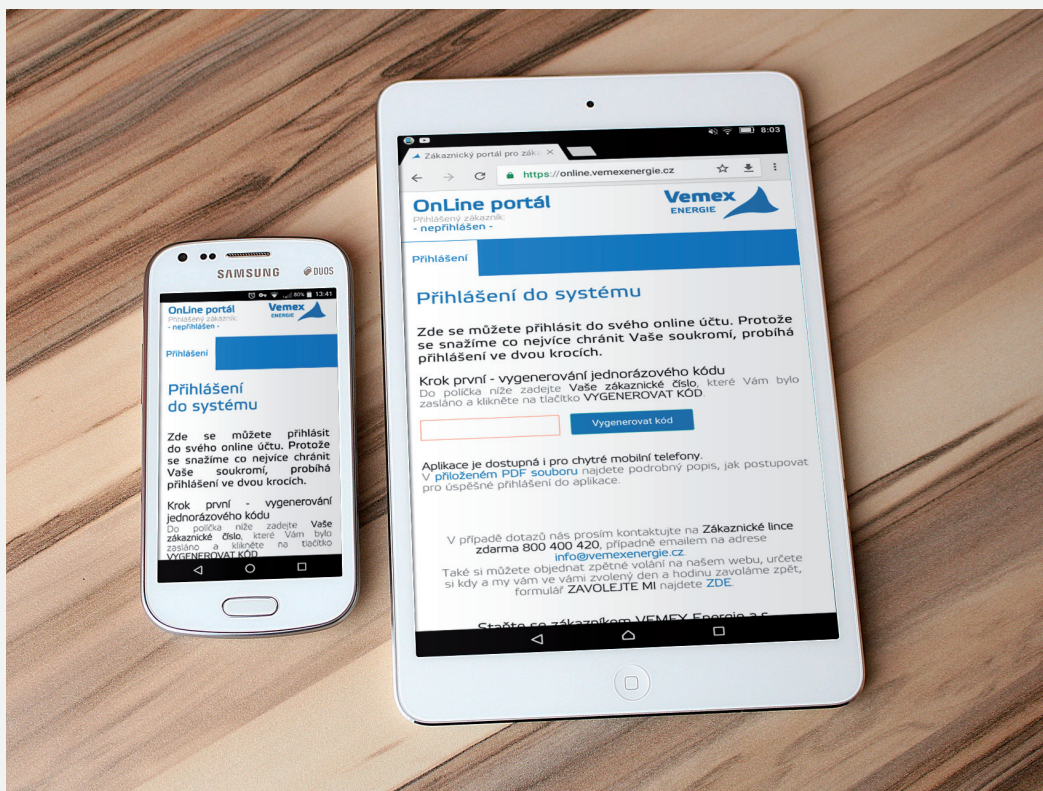 SAMSUNG
DUOS
80% 13:41
OnLine portál
Přihlášený zákazník:
- nepřihlášen -
Vemex
ENERGIE
Přihlášení
Přihlášení
do systému
Zde se můžete přihlásit
do svého online účtu. Protože
se snažíme co nejvíce chránit
Vaše soukromí, probíhá
přihlášení ve dvou krocích.
Krok první - vygenerování
jednorázového kódu
Do políčka níže zadejte Vaše
zákaznické číslo, které Vám bylo
zasláno a klikněte na tlačítko
VYGENEROVAT KÓD
8:03
Zákaznický portál pro zák
https://online.vemexenergie.cz
OnLine portál
Přihlášený zákazník:
- nepřihlášen -
Vemex
ENERGIE
Přihlášení
Přihlášení do systému
Zde se můžete přihlásit do svého online účtu. Protože
se snažíme co nejvíce chránit Vaše soukromí, probíhá
přihlášení ve dvou krocích.
Krok první - vygenerování jednorázového kódu
Do políčka níže zadejte Vaše zákaznické číslo, které Vám bylo
zasláno a klikněte na tlačítko VYGENEROVAT KÓD.
Vygenerovat kód
Aplikace je dostupná i pro chytré mobilní telefony.
V přiloženém PDF souboru najdete podrobný popis, jak postupovat
pro úspěšné přihlášení do aplikace.
V případě dotazů nás prosím kontaktujte na Zákaznické lince
zdarma 800 400 420, případně emailem na adrese
info@vemexenergie.cz.
Také si můžete objednat zpětné volání na našem webu, určete
si kdy a my vám ve vámi zvolený den a hodinu zavoláme zpět,
formulář ZAVOLEJTE MI najdete ZDE.
Staňte se zákazníkem VEMEX Energie a.s.